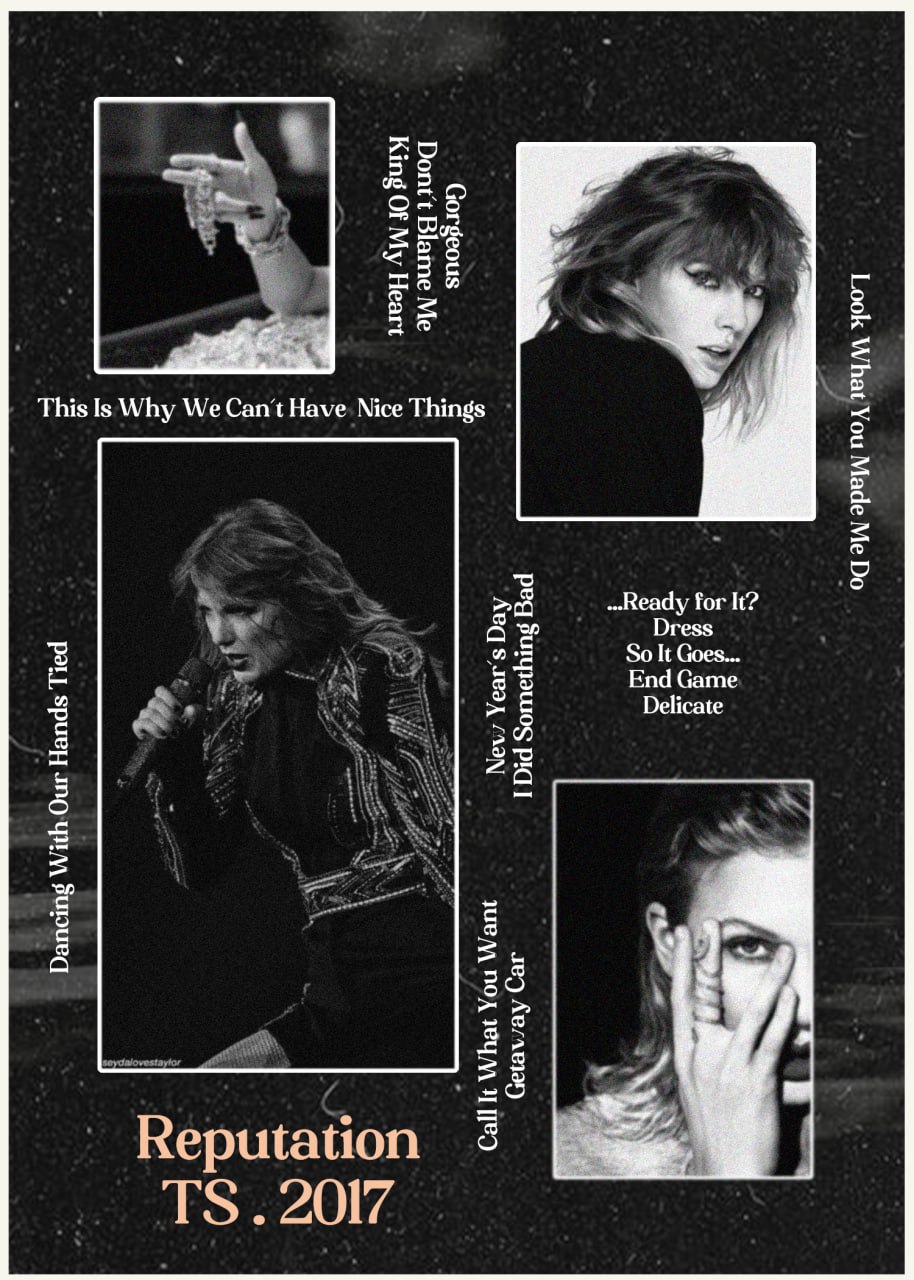 Gorgeous
Dont´t Blame Me
King Of My Heart
Look What You Made Me Do
This Is Why We Can´t Have Nice Things
New Year´s Day
I Did Something Bad
...Ready for It?
Dress
So It Goes...
End Game
Delicate
Dancing With Our Hands Tied
Call It What You Want
Getaway Car
seydalovestaylor
Reputation
TS . 2017